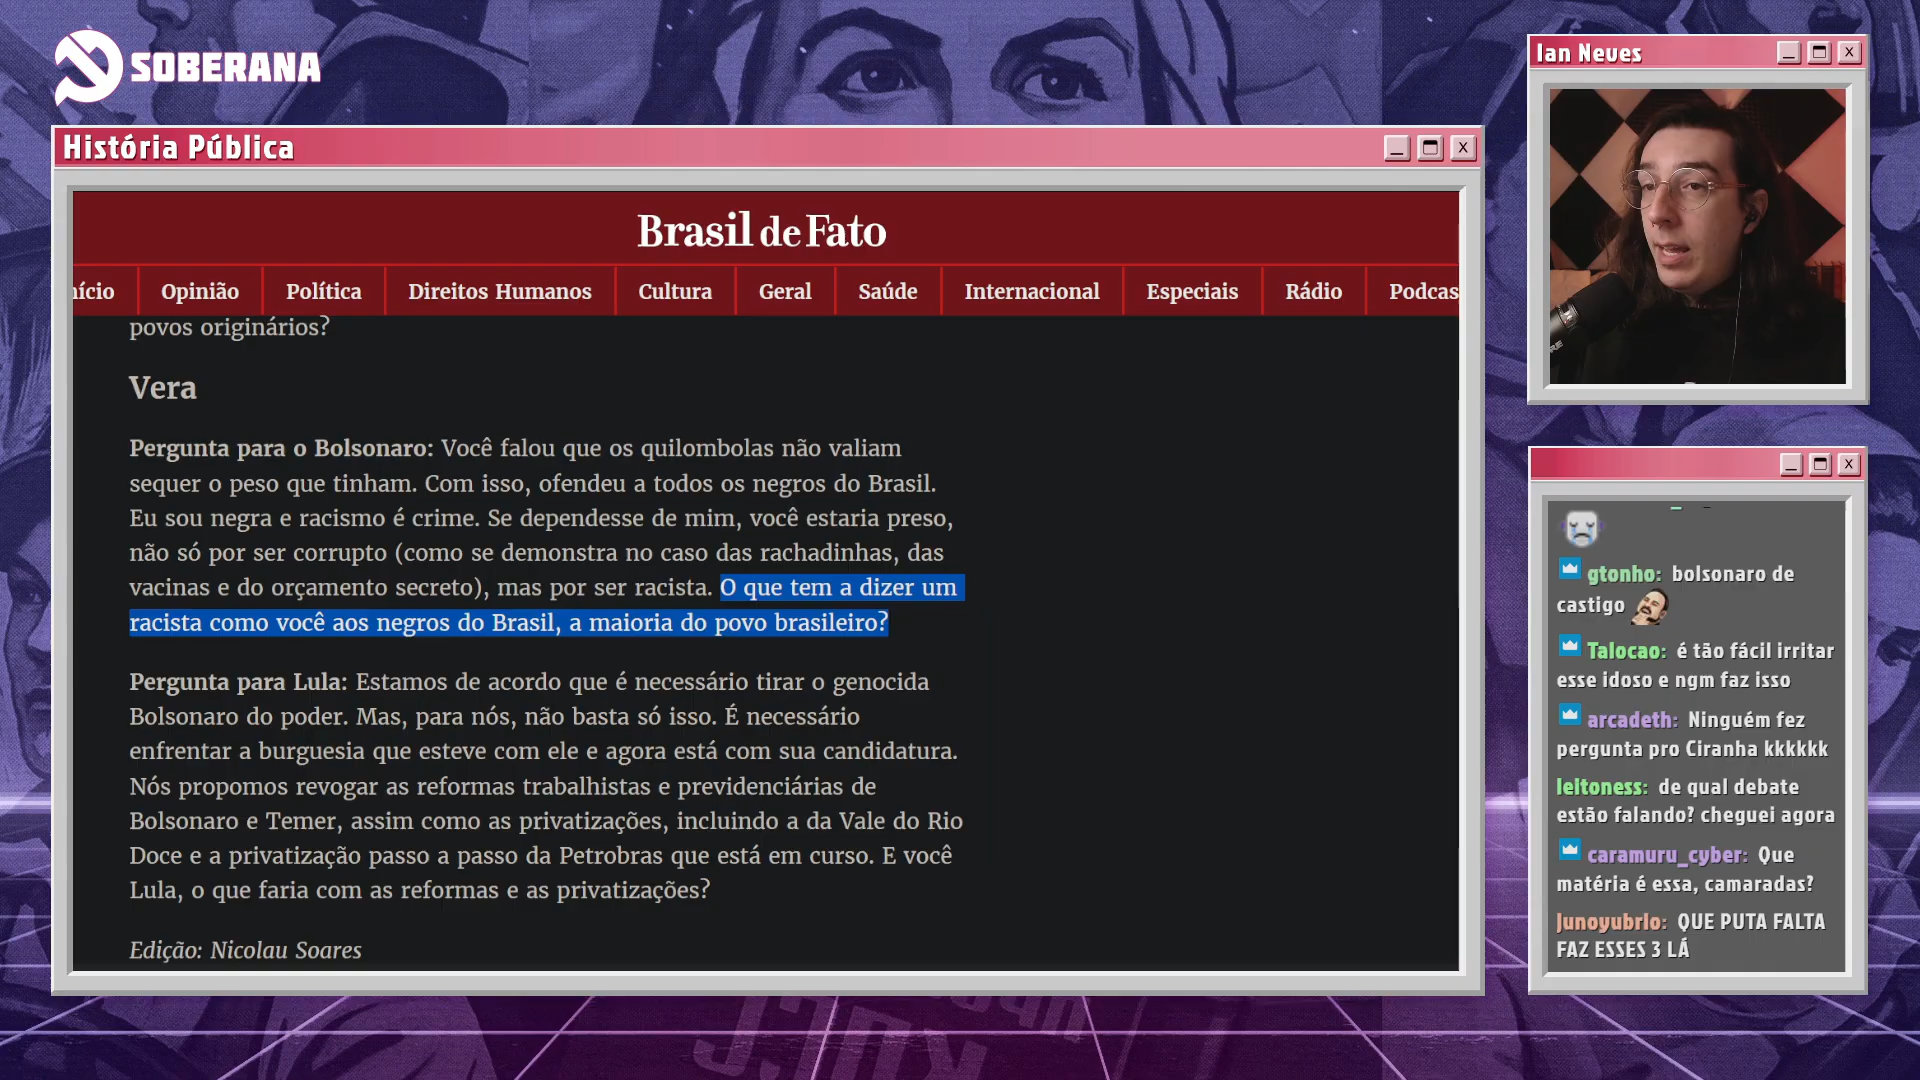 SOBERANA
História Pública
Brasil de Fato
nício Opinião Política Direitos Humanos Cultura Geral Saúde Internacional Especiais Rádio Podcas
povos originários?
Vera
Pergunta para o Bolsonaro: Você falou que os quilombolas não valiam
sequer o peso que tinham. Com isso, ofendeu a todos os negros do Brasil.
Eu sou negra e racismo é crime. Se dependesse de mim, você estaria preso,
não só por ser corrupto (como se demonstra no caso das rachadinhas, das
vacinas e do orçamento secreto), mas por ser racista. O que tem a dizer um
racista como você aos negros do Brasil, a maioria do povo brasileiro?
Pergunta para Lula: Estamos de acordo que é necessário tirar o genocida
Bolsonaro do poder. Mas, para nós, não basta só isso. É necessário
enfrentar a burguesia que esteve com ele e agora está com sua candidatura.
Nós propomos revogar as reformas trabalhistas e previdenciárias de
Bolsonaro e Temer, assim como as privatizações, incluindo a da Vale do Rio
Doce e a privatização passo a passo da Petrobras que está em curso. E você
Lula, o que faria com as reformas e as privatizações?
Edição: Nicolau Soares
Ian Neves
gtonho: bolsonaro de
castigo
Talocao: é tão fácil irritar
esse idoso e ngm faz isso
arcadeth: Ninguém fez
pergunta pro Ciranha kkkkkk
leitoness: de qual debate
estão falando? cheguei agora
caramuru_cyber: Que
matéria é essa, camaradas?
Junoyubrlo: QUE PUTA FALTA
FAZ ESSES 3 LÁ